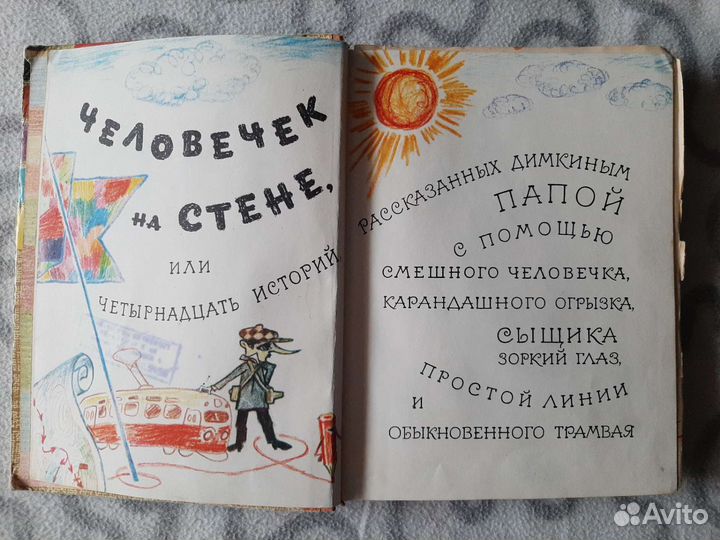 ЧЕЛОВЕЧЕК
НА СТЕНЕ,
ИЛИ
ЧЕТЫРНАДЦАТЬ ИСТОРИЙ
РАССКАЗАННЫХ ДИМКИНЫМ
ПАПОЙ
С ПОМОЩЬЮ
СМЕШНОГО ЧЕЛОВЕЧКА,
КАРАНДАШНОГО ОГРЫЗКА,
СЫЩИКА
ЗОРКИЙ ГЛАЗ,
ПРОСТОЙ ЛИНИИ
И
ОБЫКНОВЕННОГО ТРАМВАЯ
Avito